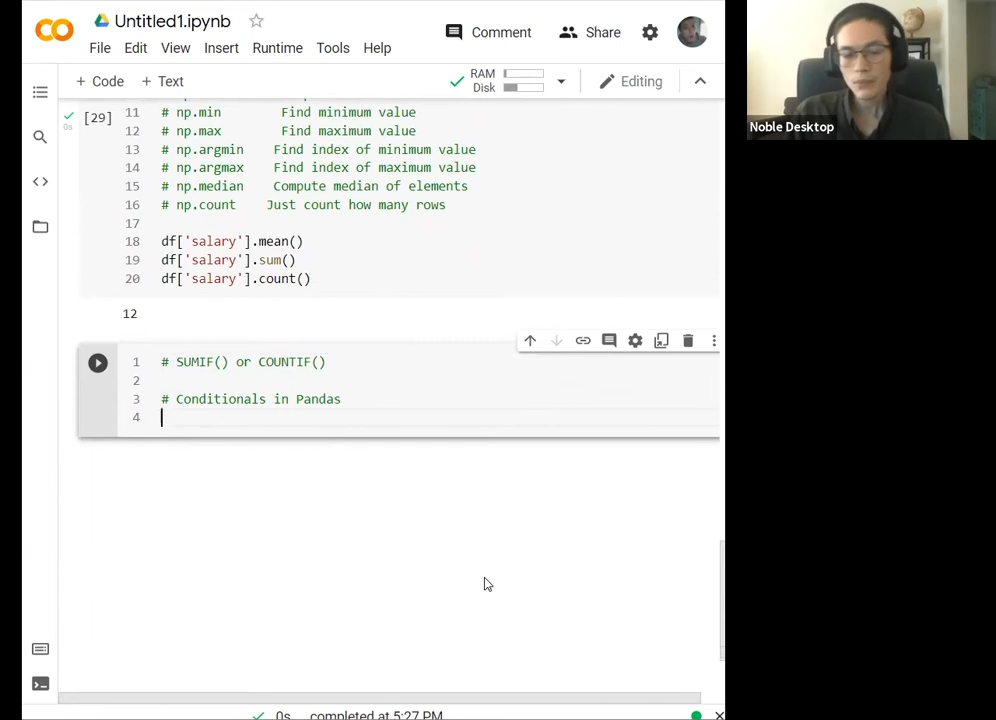 Untitled1.ipynb
Comment
Share
File Edit View Insert Runtime Tools Help
+ Code + Text
RAM
Disk
Editing
[29]
0s
11 # np.min Find minimum value
12 # np.max Find maximum value
13 # np.argmin Find index of minimum value
14 # np.argmax Find index of maximum value
15 # np.median Compute median of elements
16 # np.count Just count how many rows
17
18 df['salary'].mean()
19 df['salary'].sum()
20 df['salary'].count()
12
1 # SUMIF() or COUNTIF()
2
3 # Conditionals in Pandas
4
0s completed at 5:27 PM
Noble Desktop